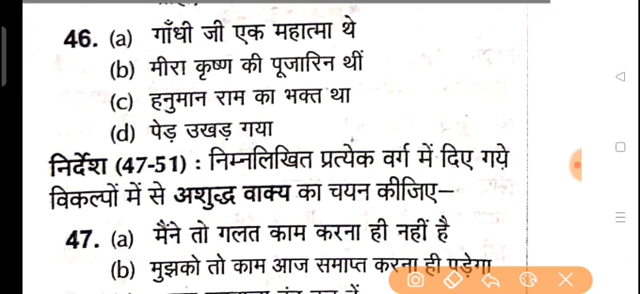 46. (a) गाँधी जी एक महात्मा थे
(b) मीरा कृष्ण की पूजारिन थीं
(c) हनुमान राम का भक्त था
(d) पेड़ उखड़ गया
निर्देश (47-51) : निम्नलिखित प्रत्येक वर्ग में दिए गये
विकल्पों में से अशुद्ध वाक्य का चयन कीजिए–
47. (a) मैंने तो गलत काम करना ही नहीं है
(b) मुझको तो काम आज समाप्त करना ही पड़ेगा